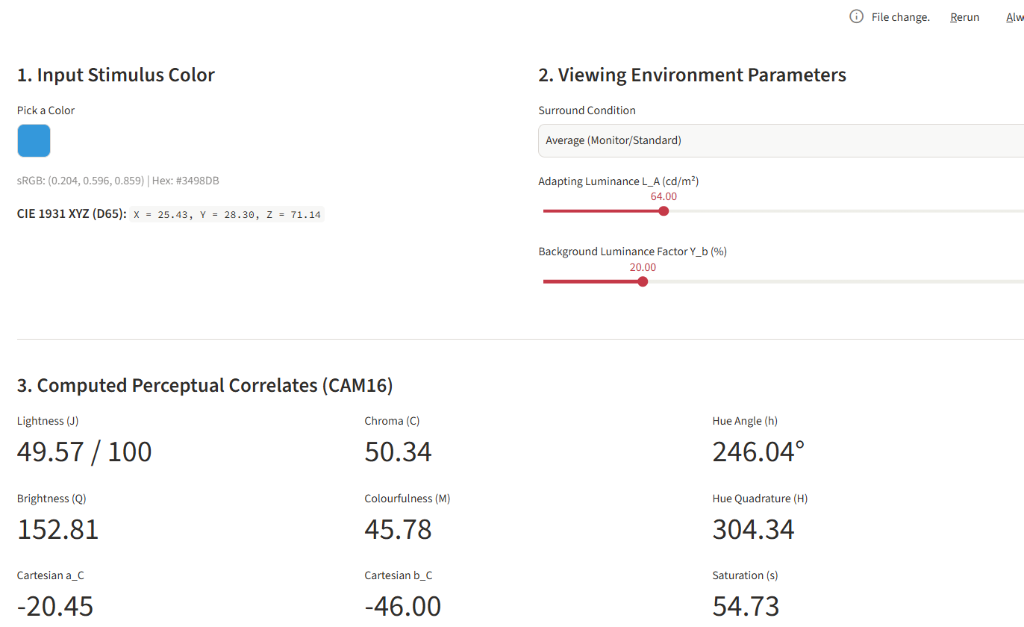 File change. Rerun Alw
1. Input Stimulus Color
Pick a Color
sRGB: (0.204, 0.596, 0.859) | Hex: #3498DB
CIE 1931 XYZ (D65): X = 25.43, Y = 28.30, Z = 71.14
2. Viewing Environment Parameters
Surround Condition
Average (Monitor/Standard)
Adapting Luminance L_A (cd/m²)
64.00
Background Luminance Factor Y_b (%)
20.00
3. Computed Perceptual Correlates (CAM16)
Lightness (J)
49.57 / 100
Chroma (C)
50.34
Hue Angle (h)
246.04°
Brightness (Q)
152.81
Colourfulness (M)
45.78
Hue Quadrature (H)
304.34
Cartesian a_C
-20.45
Cartesian b_C
-46.00
Saturation (s)
54.73